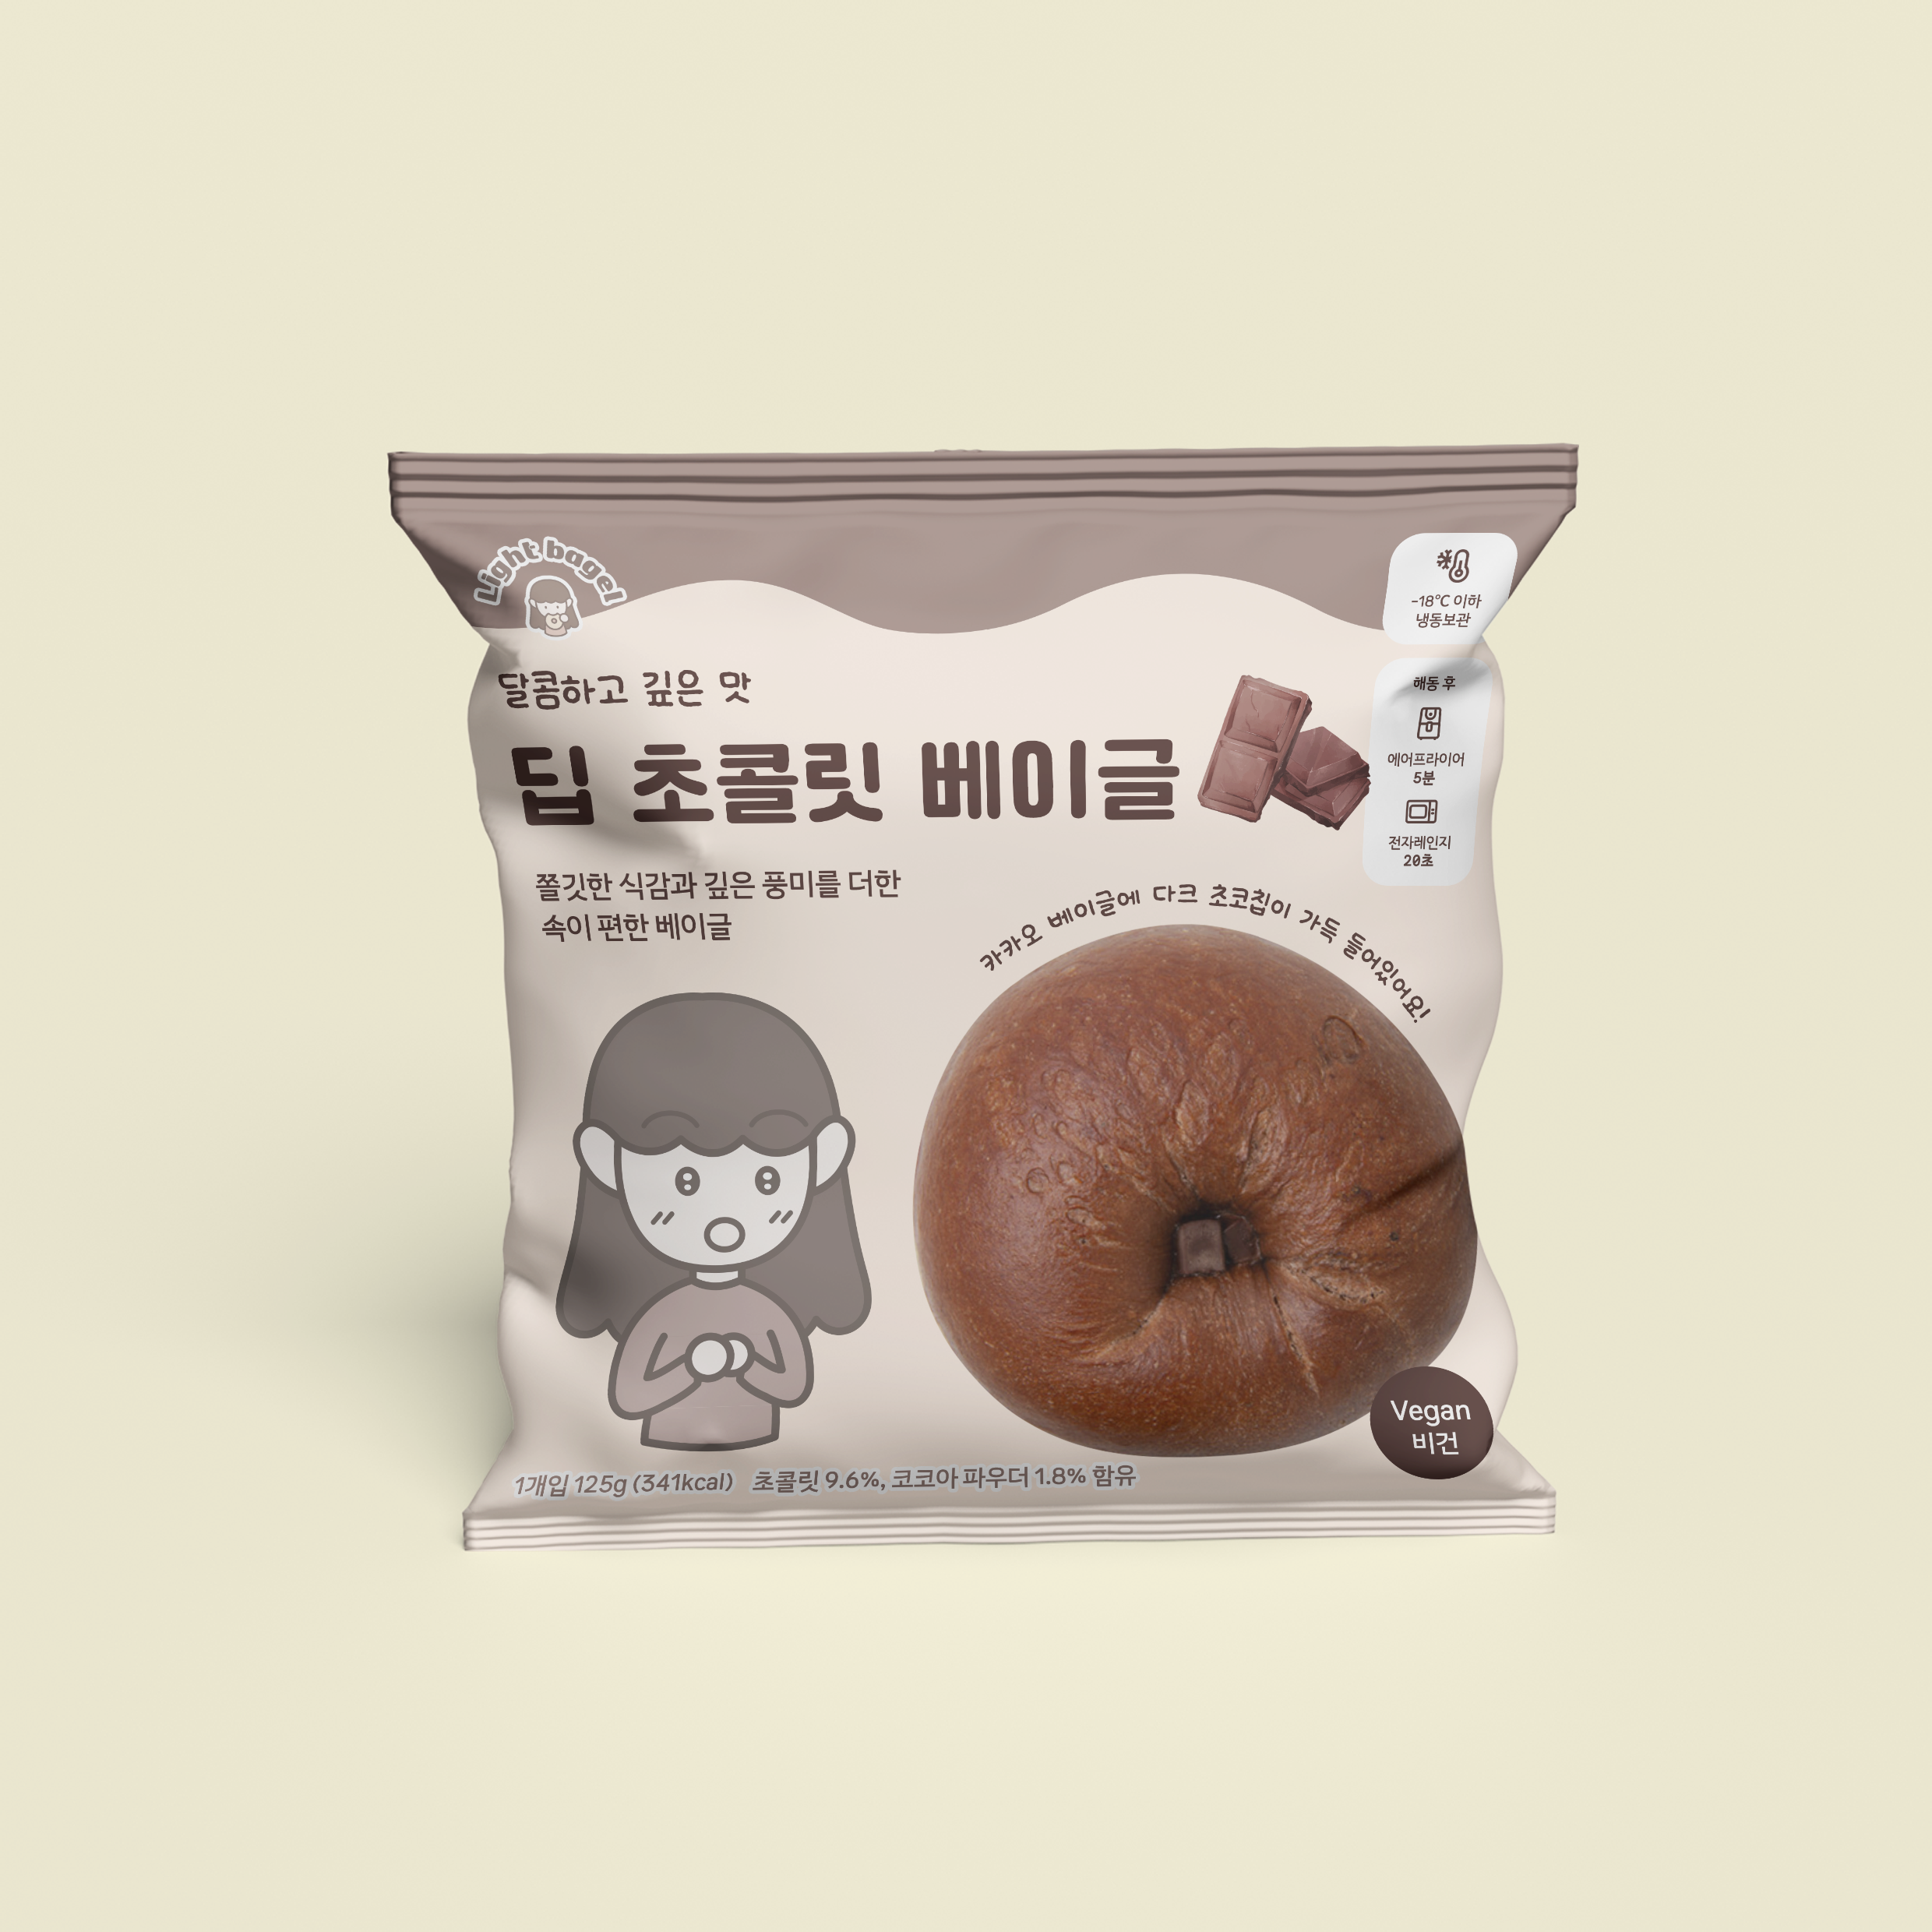 Light bagel
-18℃ 이하
냉동보관
달콤하고 깊은 맛
딥 초콜릿 베이글
해동 후
에어프라이어
5분
전자레인지
20초
쫄깃한 식감과 깊은 풍미를 더한
속이 편한 베이글
카카오 베이글에 다크 초코칩이 가득 들어있어요!
Vegan
비건
1개입 125g (341kcal) 초콜릿 9.6%, 코코아 파우더 1.8% 함유